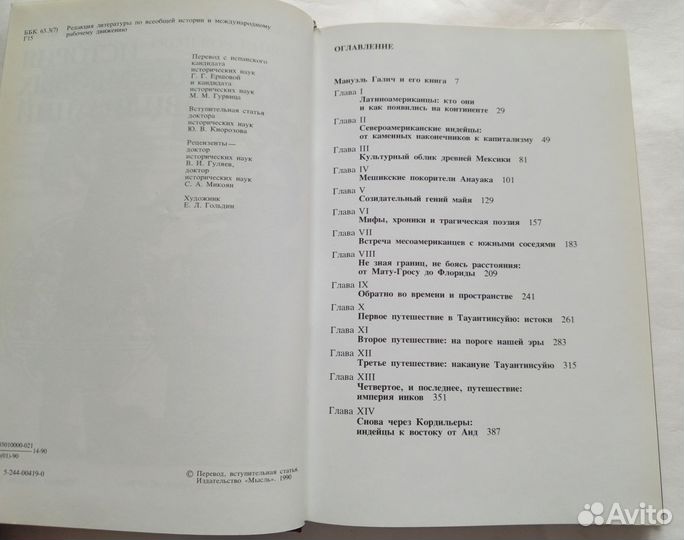 ББК 63.3(7)
Г15
Редакция литературы по всеобщей истории и международному
рабочему движению
Перевод с испанского
кандидата
исторических наук
Г. Г. Ершовой
и кандидата
исторических наук
М. М. Гурвица
Вступительная статья
доктора
исторических наук
Ю. В. Кнорозова
Рецензенты—
доктор
исторических наук
В. И. Гуляев,
доктор
исторических наук
С. А. Микоян
Художник
Е. Л. Гольдин
14-90
(01)-90
5-244-00419-0
© Перевод, вступительная статья.
Издательство «Мысль». 1990
ОГЛАВЛЕНИЕ
Мануэль Галич и его книга 7
Глава I
Латиноамериканцы: кто они
и как появились на континенте 29
Глава II
Североамериканские индейцы:
от каменных наконечников к капитализму 49
Глава III
Культурный облик древней Мексики 81
Глава IV
Мешикские покорители Анауака 101
Глава V
Созидательный гений майя 129
Глава VI
Мифы, хроники и трагическая поэзия 157
Глава VII
Встреча месоамериканцев с южными соседями 183
Глава VIII
Не зная границ, не боясь расстояния:
от Мату-Гросу до Флориды 209
Глава IX
Обратно во времени и пространстве 241
Глава X
Первое путешествие в Тауантинсуйю: истоки 261
Глава XI
Второе путешествие: на пороге нашей эры 283
Глава XII
Третье путешествие: накануне Тауантинсуйю 315
Глава XIII
Четвертое, и последнее, путешествие:
империя инков 351
Глава XIV
Снова через Кордильеры:
индейцы к востоку от Анд 387
Avito